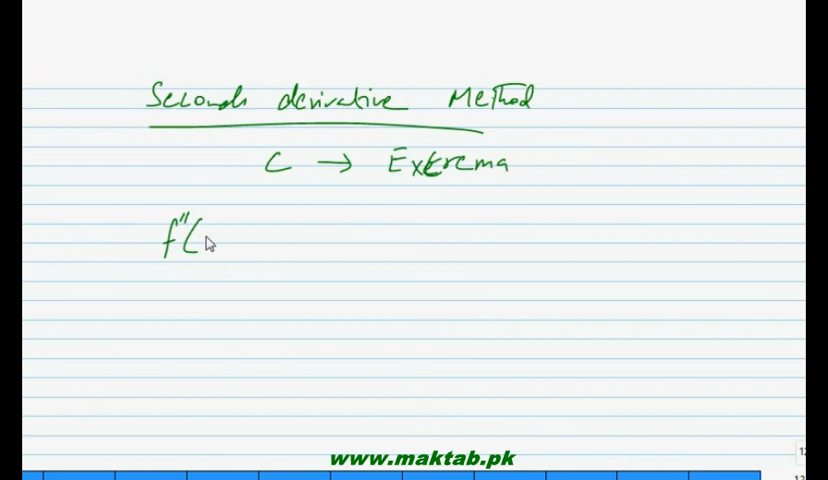 Second derivative Method
C → Extrema
f"(
www.maktab.pk